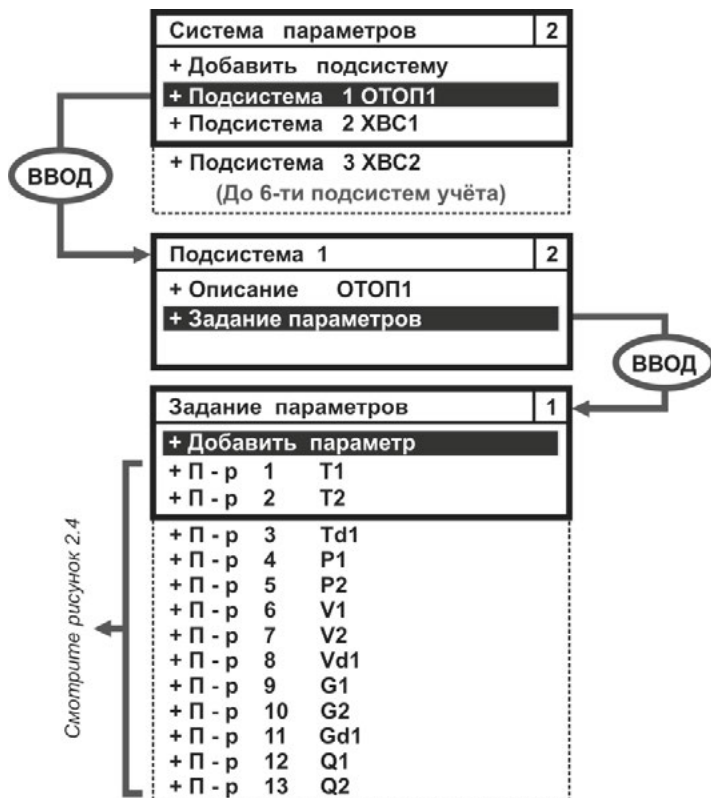 Система параметров 2
+ Добавить подсистему
+ Подсистема 1 ОТОП1
+ Подсистема 2 ХВС1
+ Подсистема 3 ХВС2
(До 6-ти подсистем учёта)
ВВОД
Подсистема 1 2
+ Описание ОТОП1
+ Задание параметров
ВВОД
Задание параметров 1
+ Добавить параметр
+ П - р 1 Т1
+ П - р 2 Т2
+ П - р 3 Td1
+ П - р 4 P1
+ П - р 5 P2
+ П - р 6 V1
+ П - р 7 V2
+ П - р 8 Vd1
+ П - р 9 G1
+ П - р 10 G2
+ П - р 11 Gd1
+ П - р 12 Q1
+ П - р 13 Q2
Смотрите рисунок 2.4